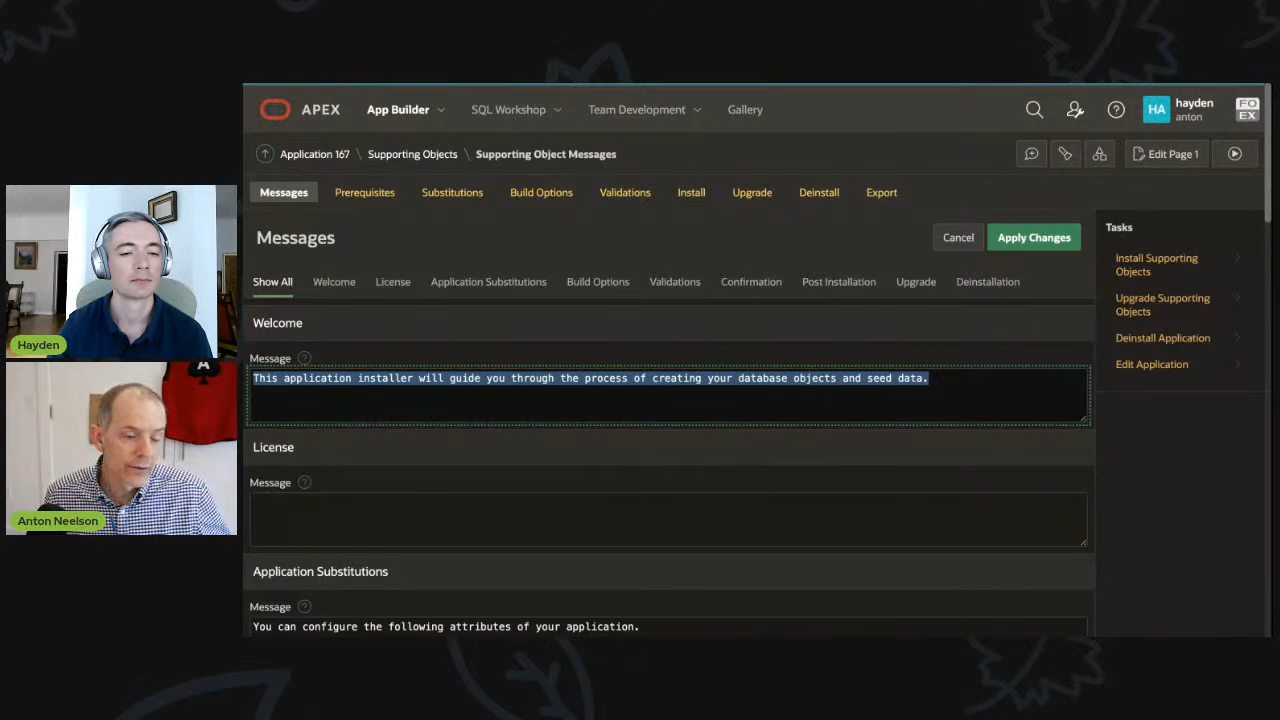 APEX
App Builder
SQL Workshop
Team Development
Gallery
HA
hayden
anton
FO
EX
Application 167 \ Supporting Objects \ Supporting Object Messages
Edit Page 1
Messages
Prerequisites
Substitutions
Build Options
Validations
Install
Upgrade
Deinstall
Export
Messages
Cancel
Apply Changes
Show All
Welcome
License
Application Substitutions
Build Options
Validations
Confirmation
Post Installation
Upgrade
Deinstallation
Welcome
Message
This application installer will guide you through the process of creating your database objects and seed data.
License
Message
Application Substitutions
Message
You can configure the following attributes of your application.
Tasks
Install Supporting
Objects
Upgrade Supporting
Objects
Deinstall Application
Edit Application
Hayden
A
Anton Neelson